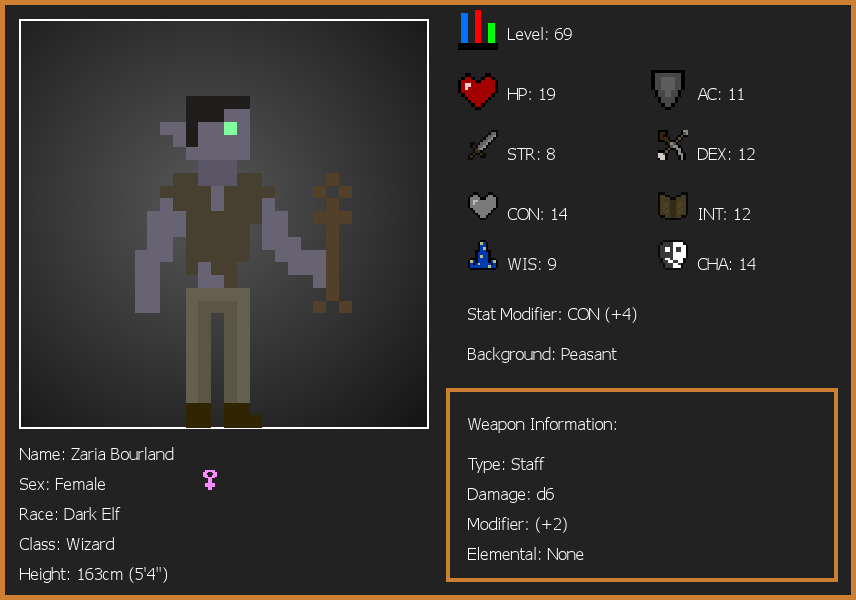 Level: 69
HP: 19
AC: 11
STR: 8
DEX: 12
CON: 14
INT: 12
WIS: 9
CHA: 14
Stat Modifier: CON (+4)
Background: Peasant
Weapon Information:
Type: Staff
Damage: d6
Modifier: (+2)
Elemental: None
Name: Zaria Bourland
Sex: Female
Race: Dark Elf
Class: Wizard
Height: 163cm (5'4")